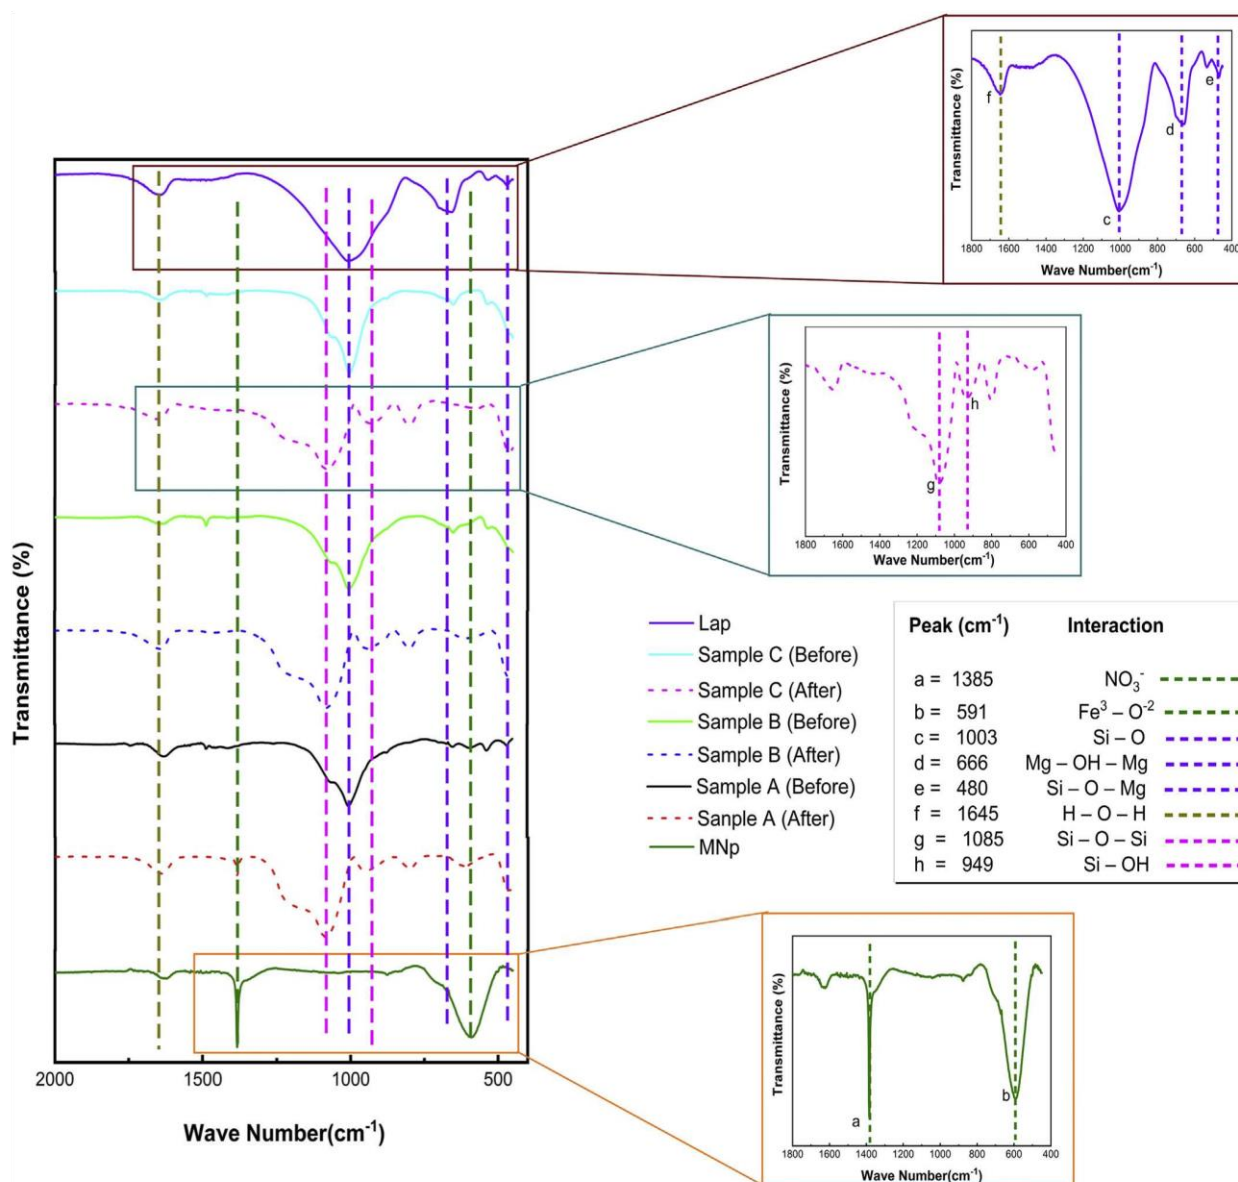 Transmittance (%)
2000 1500 1000 500
Wave Number(cm⁻¹)
Transmittance (%)
f
c
d
e
1800 1600 1400 1200 1000 800 600 400
Wave Number(cm⁻¹)
Transmittance (%)
g
h
1800 1600 1400 1200 1000 800 600 400
Wave Number(cm⁻¹)
Lap
Sample C (Before)
Sample C (After)
Sample B (Before)
Sample B (After)
Sample A (Before)
Sanple A (After)
MNp
Peak (cm⁻¹) Interaction
a = 1385 NO₃⁻
b = 591 Fe³ – O⁻²
c = 1003 Si – O
d = 666 Mg – OH – Mg
e = 480 Si – O – Mg
f = 1645 H – O – H
g = 1085 Si – O – Si
h = 949 Si – OH
Transmittance (%)
a
b
1800 1600 1400 1200 1000 800 600 400
Wave Number(cm⁻¹)